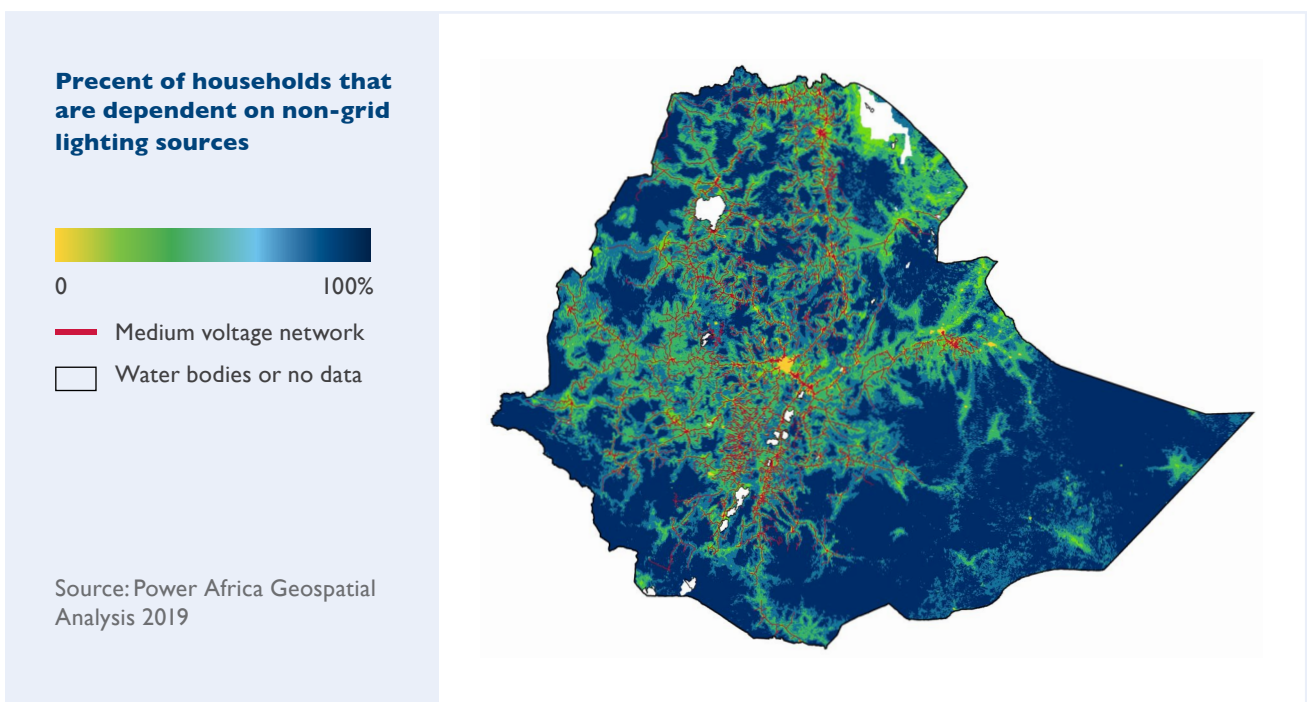 Precent of households that
are dependent on non-grid
lighting sources
0 100%
Medium voltage network
Water bodies or no data
Source: Power Africa Geospatial
Analysis 2019